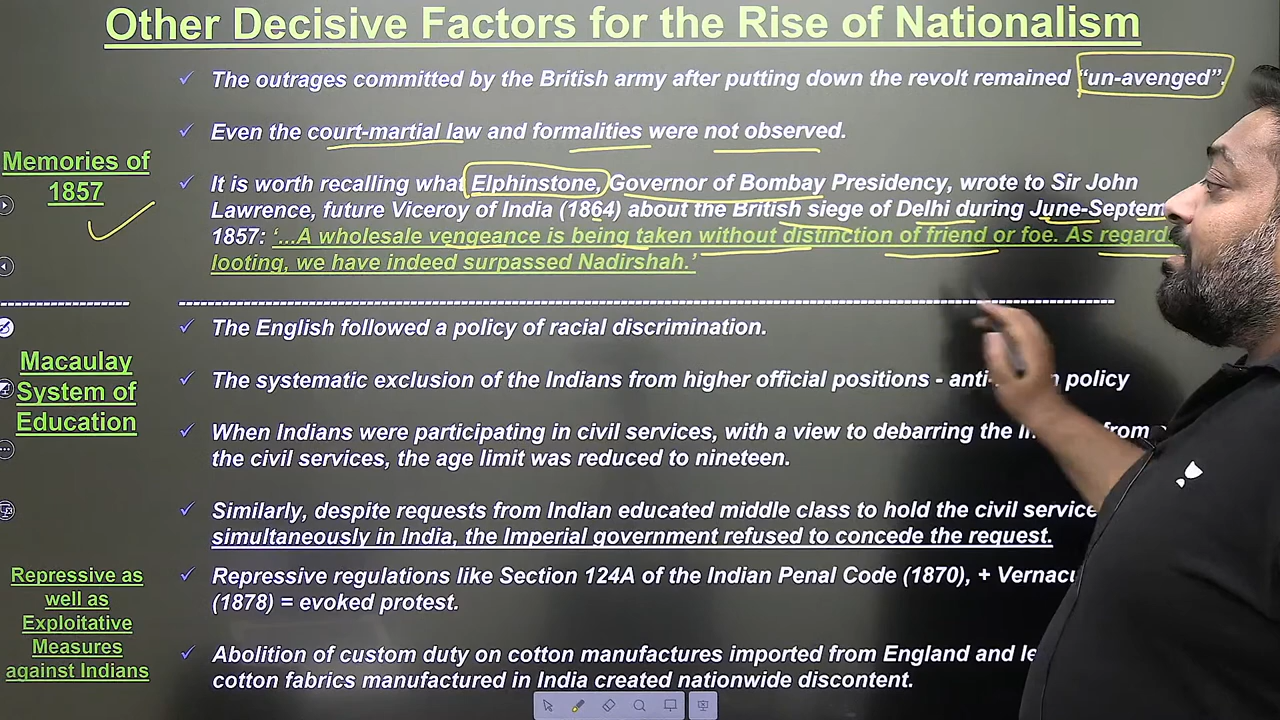 Other Decisive Factors for the Rise of Nationalism
The outrages committed by the British army after putting down the revolt remained “un-avenged”.
Even the court-martial law and formalities were not observed.
Memories of
1857
It is worth recalling what Elphinstone, Governor of Bombay Presidency, wrote to Sir John
Lawrence, future Viceroy of India (1864) about the British siege of Delhi during June-Septem
1857: ‘...A wholesale vengeance is being taken without distinction of friend or foe. As regard
looting, we have indeed surpassed Nadirshah.’
Macaulay
System of
Education
The English followed a policy of racial discrimination.
The systematic exclusion of the Indians from higher official positions - anti- policy
When Indians were participating in civil services, with a view to debarring the from
the civil services, the age limit was reduced to nineteen.
Similarly, despite requests from Indian educated middle class to hold the civil service
simultaneously in India, the Imperial government refused to concede the request.
Repressive as
well as
Exploitative
Measures
against Indians
Repressive regulations like Section 124A of the Indian Penal Code (1870), + Vernacu
(1878) = evoked protest.
Abolition of custom duty on cotton manufactures imported from England and le
cotton fabrics manufactured in India created nationwide discontent.